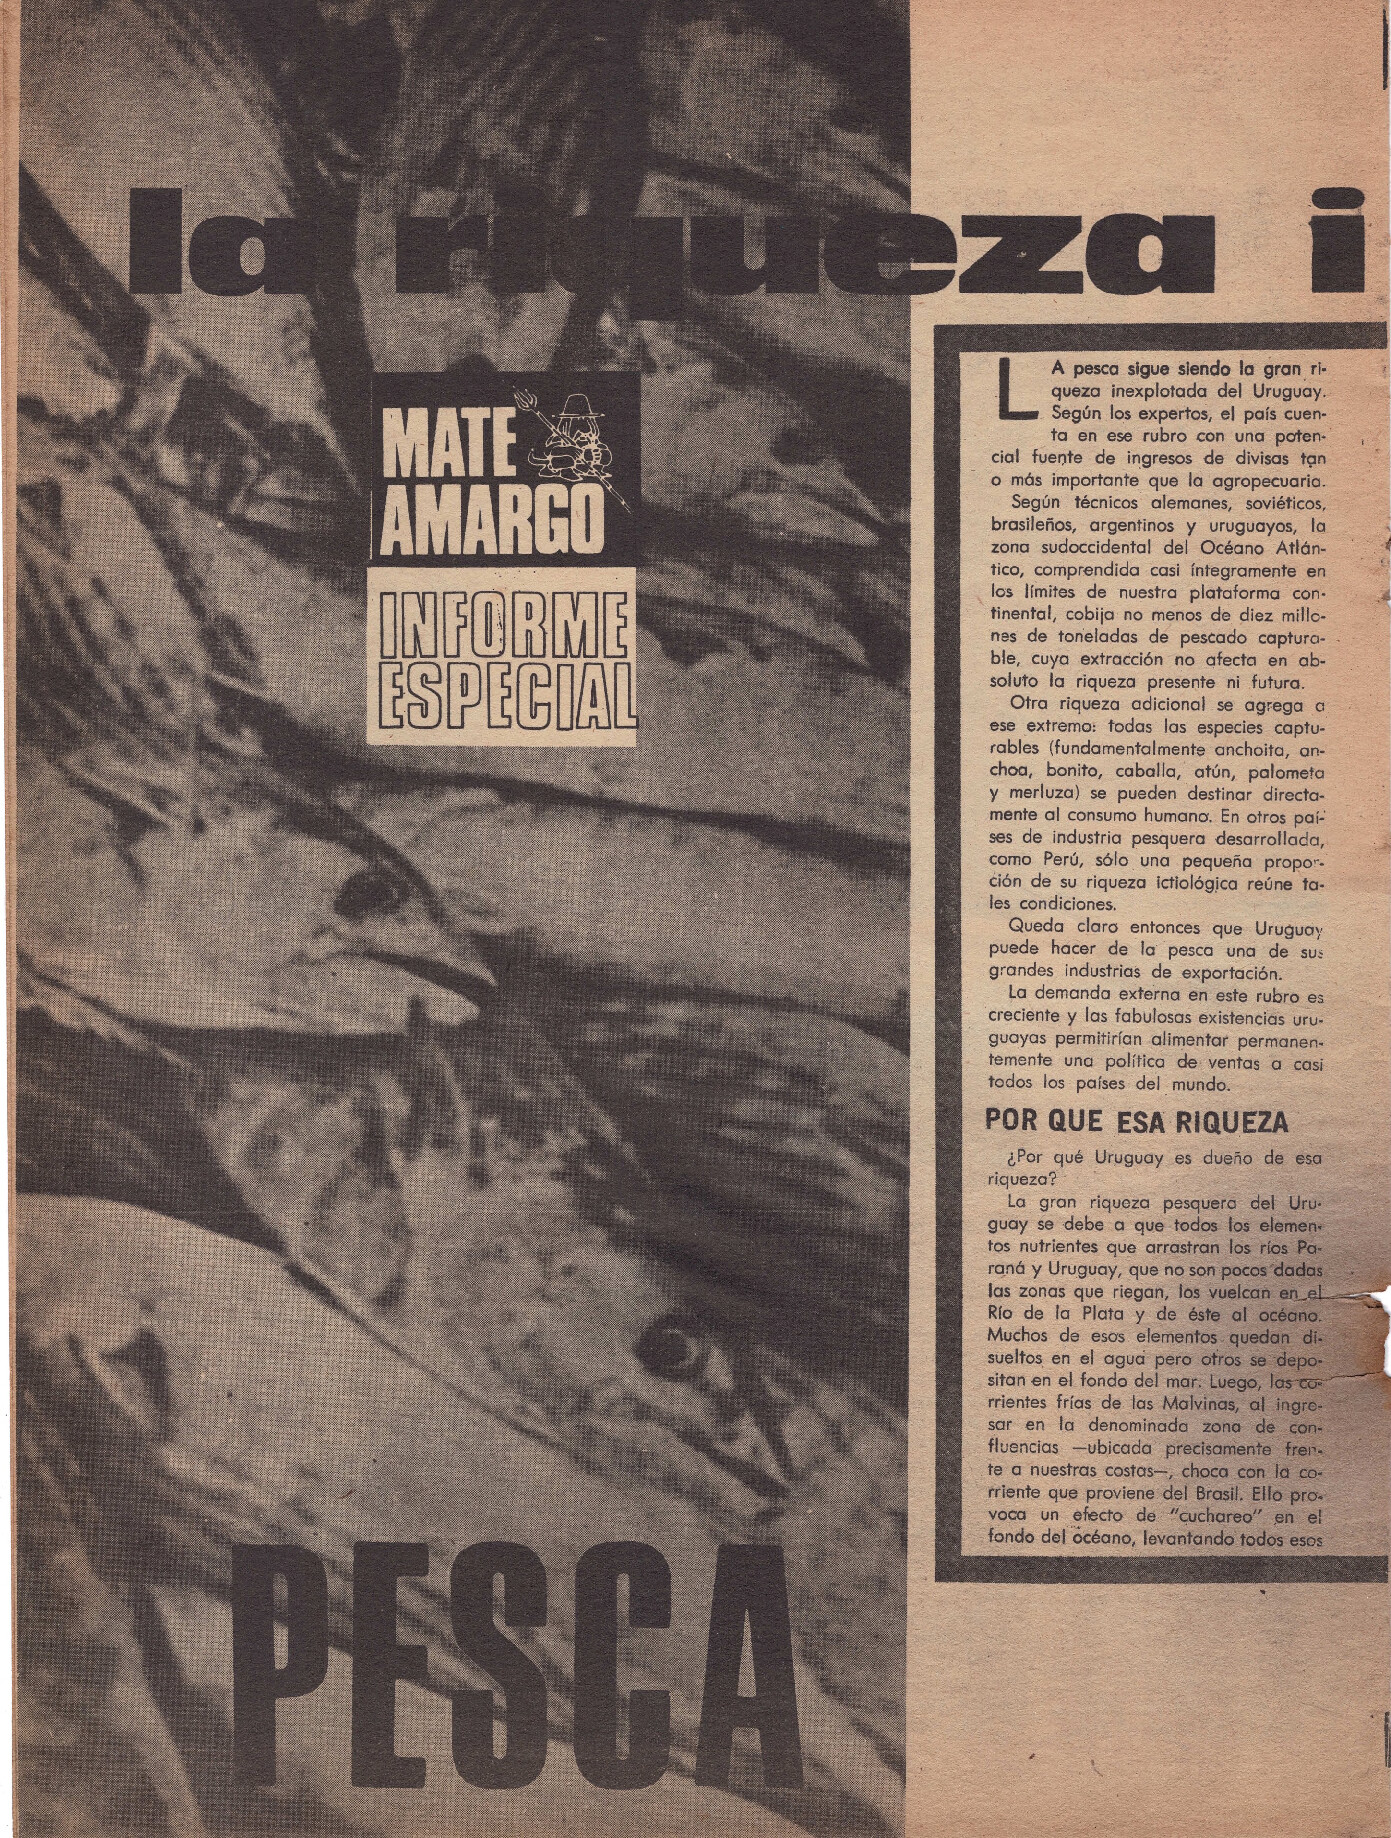 la riqueza i
MATE
AMARGO
INFORME
ESPECIAL
PESCA
LA pesca sigue siendo la gran ri-
queza inexplotada del Uruguay.
Según los expertos, el país cuen-
ta en ese rubro con una poten-
cial fuente de ingresos de divisas tan
o más importante que la agropecuaria.
Según técnicos alemanes, soviéticos,
brasileños, argentinos y uruguayos, la
zona sudoccidental del Océano Atlán-
tico, comprendida casi íntegramente en
los límites de nuestra plataforma con-
tinental, cobija no menos de diez millo-
nes de toneladas de pescado captura-
ble, cuya extracción no afecta en ab-
soluto la riqueza presente ni futura.
Otra riqueza adicional se agrega a
ese extremo: todas las especies captu-
rables (fundamentalmente anchoita, an-
choa, bonito, caballa, atún, palometa
y merluza) se pueden destinar directa-
mente al consumo humano. En otros paí-
ses de industria pesquera desarrollada,
como Perú, sólo una pequeña propor-
ción de su riqueza ictiológica reúne ta-
les condiciones.
Queda claro entonces que Uruguay
puede hacer de la pesca una de sus
grandes industrias de exportación.
La demanda externa en este rubro es
creciente y las fabulosas existencias uru-
guayas permitirían alimentar permanen-
temente una política de ventas a casi
todos los países del mundo.
POR QUE ESA RIQUEZA
¿Por qué Uruguay es dueño de esa
riqueza?
La gran riqueza pesquera del Uru-
guay se debe a que todos los elemen-
tos nutrientes que arrastran los ríos Pa-
raná y Uruguay, que no son pocos dadas
las zonas que riegan, los vuelcan en el
Río de la Plata y de éste al océano.
Muchos de esos elementos quedan di-
sueltos en el agua pero otros se depo-
sitan en el fondo del mar. Luego, las co-
rrientes frías de las Malvinas, al ingre-
sar en la denominada zona de con-
fluencias —ubicada precisamente fren-
te a nuestras costas—, choca con la co-
rriente que proviene del Brasil. Ello pro-
voca un efecto de "cuchareo" en el
fondo del océano, levantando todos esos